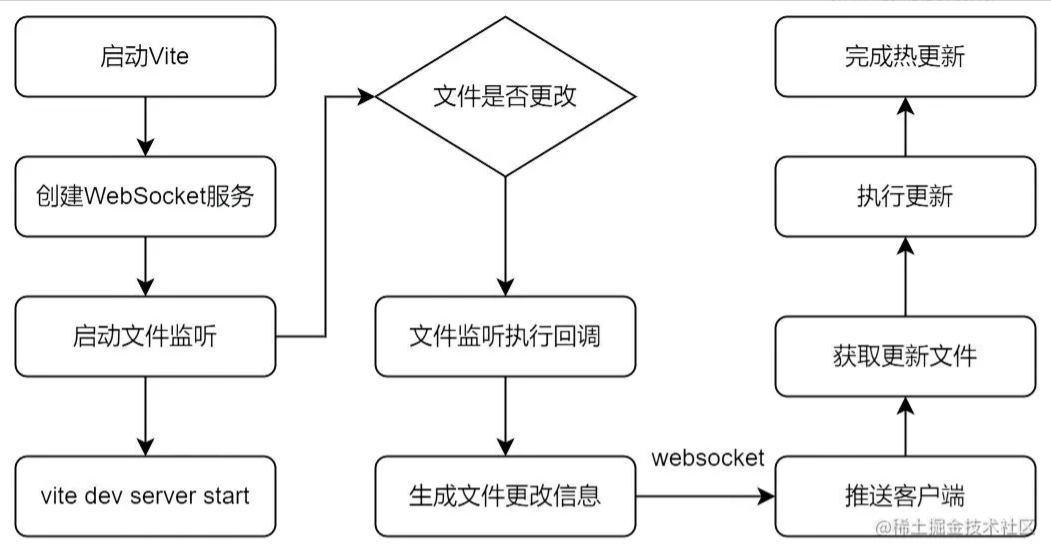 启动Vite
创建WebSocket服务
启动文件监听
vite dev server start
文件是否更改
文件监听执行回调
生成文件更改信息
websocket
推送客户端
获取更新文件
执行更新
完成热更新
@稀土掘金技术社区